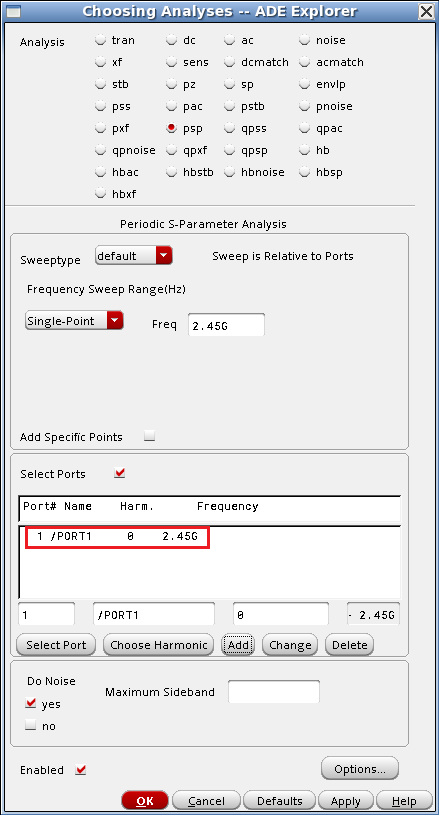 Choosing Analyses -- ADE Explorer
Analysis tran dc ac noise
xf sens dcmatch acmatch
stb pz sp envlp
pss pac pstb pnoise
pxf psp qpss qpac
qpnoise qpxf qpsp hb
hbac hbstb hbnoise hbsp
hbxf
Periodic S-Parameter Analysis
Sweeptype default Sweep is Relative to Ports
Frequency Sweep Range(Hz)
Single-Point Freq 2.45G
Add Specific Points
Select Ports
Port# Name Harm. Frequency
1 /PORT1 0 2.45G
1 /PORT1 0 - 2.45G
Select Port Choose Harmonic Add Change Delete
Do Noise
Maximum Sideband
yes
no
Enabled
Options...
OK Cancel Defaults Apply Help